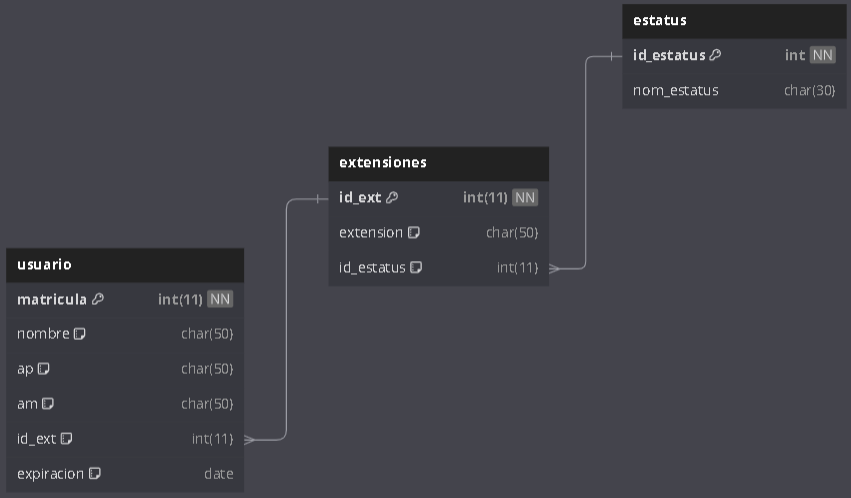 estatus
id_estatus int NN
nom_estatus char(30)
extensiones
id_ext int(11) NN
extension char(50)
id_estatus int(11)
usuario
matricula int(11) NN
nombre char(50)
ap char(50)
am char(50)
id_ext int(11)
expiracion date